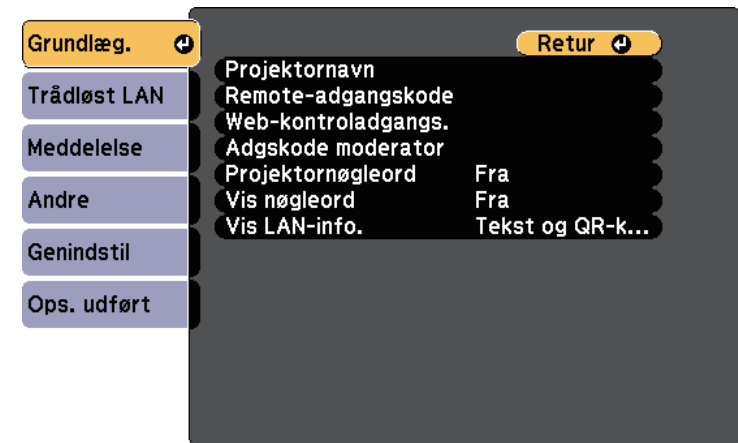 Grundlæg.
Trådløst LAN
Meddelelse
Andre
Genindstil
Ops. udført
Retur
Projektornavn
Remote-adgangskode
Web-kontroladgangs.
Adgskode moderator
Projektornøgleord Fra
Vis nøgleord Fra
Vis LAN-info. Tekst og QR-k...